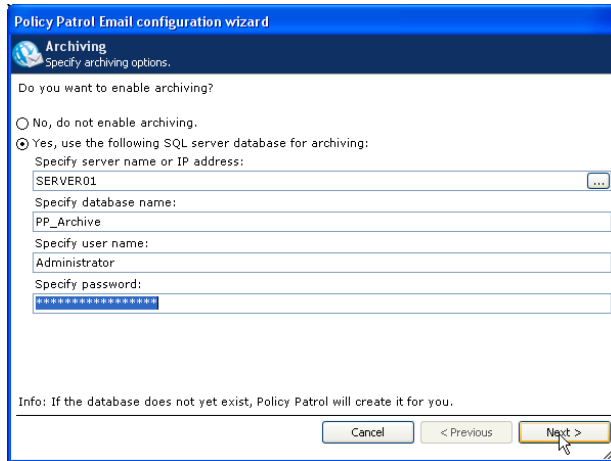 Policy Patrol Email configuration wizard
Archiving
Specify archiving options.
Do you want to enable archiving?
No, do not enable archiving.
Yes, use the following SQL server database for archiving:
Specify server name or IP address:
SERVER01
...
Specify database name:
PP_Archive
Specify user name:
Administrator
Specify password:
*****************
Info: If the database does not yet exist, Policy Patrol will create it for you.
Cancel
< Previous
Next >